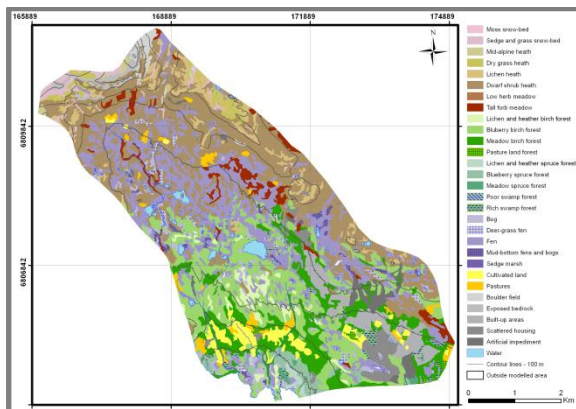 165889 168889 171889 174889
N
6809842
6806842
Moss snow-bed
Sedge and grass snow-bed
Mid-alpine heath
Dry grass heath
Lichen heath
Dwarf shrub heath
Low herb meadow
Tall forb meadow
Lichen and heather birch forest
Bluberry birch forest
Meadow birch forest
Pasture land forest
Lichen and heather spruce forest
Blueberry spruce forest
Meadow spruce forest
Poor swamp forest
Rich swamp forest
Bog
Deer-grass fen
Fen
Mud-bottom fens and bogs
Sedge marsh
Cultivated land
Pastures
Boulder field
Exposed bedrock
Built-up areas
Scattered housing
Artificial impediment
Water
Contour lines - 100 m
Outside modelled area
0 1 2
Km